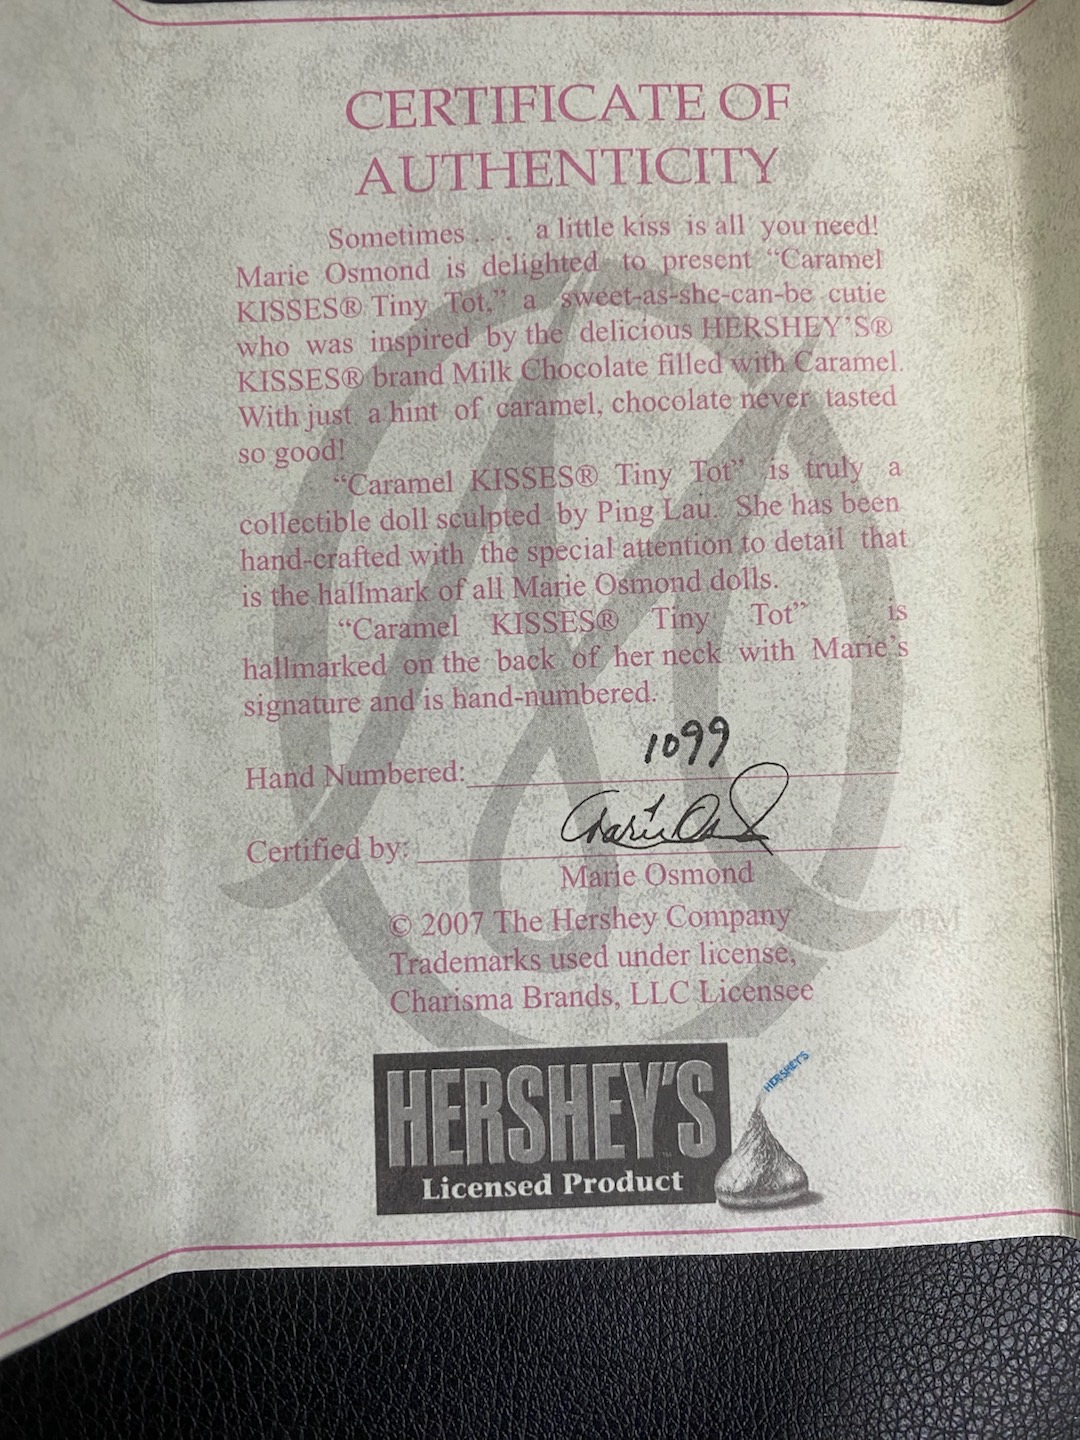 CERTIFICATE OF
AUTHENTICITY
Sometimes . . . a little kiss is all you need!
Marie Osmond is delighted to present “Caramel
KISSES® Tiny Tot,” a sweet-as-she-can-be cutie
who was inspired by the delicious HERSHEY’S®
KISSES® brand Milk Chocolate filled with Caramel.
With just a hint of caramel, chocolate never tasted
so good!
“Caramel KISSES® Tiny Tot” is truly a
collectible doll sculpted by Ping Lau. She has been
hand-crafted with the special attention to detail that
is the hallmark of all Marie Osmond dolls.
“Caramel KISSES® Tiny Tot” is
hallmarked on the back of her neck with Marie’s
signature and is hand-numbered.
Hand Numbered: 1099
Certified by: Marie Osmond
Marie Osmond
© 2007 The Hershey Company
TM
Trademarks used under license,
Charisma Brands, LLC Licensee
HERSHEY'S
HERSHEY'S
Licensed Product